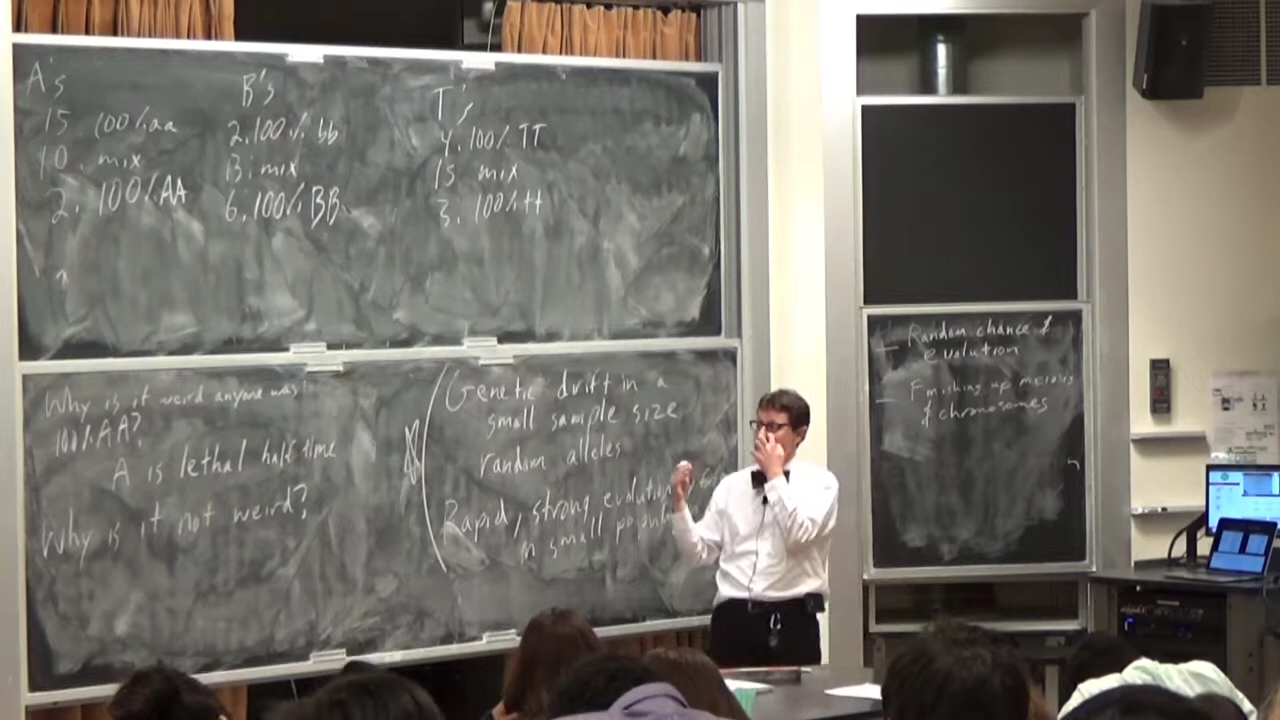 A's
15 100% aa
10. mix
2. 100% AA
B's
2. 100% bb
13: mix
6. 100% BB
T's
4. 100% TT
15 mix
3. 100% tt
Why is it weird anyone was
100% AA?
A is lethal half time
Why is it not weird?
Genetic drift in a
small sample size
random alleles
Rapid, strong evolution
in small popula
Random chance &
evolution
Finishing up meiosis
& chromosomes